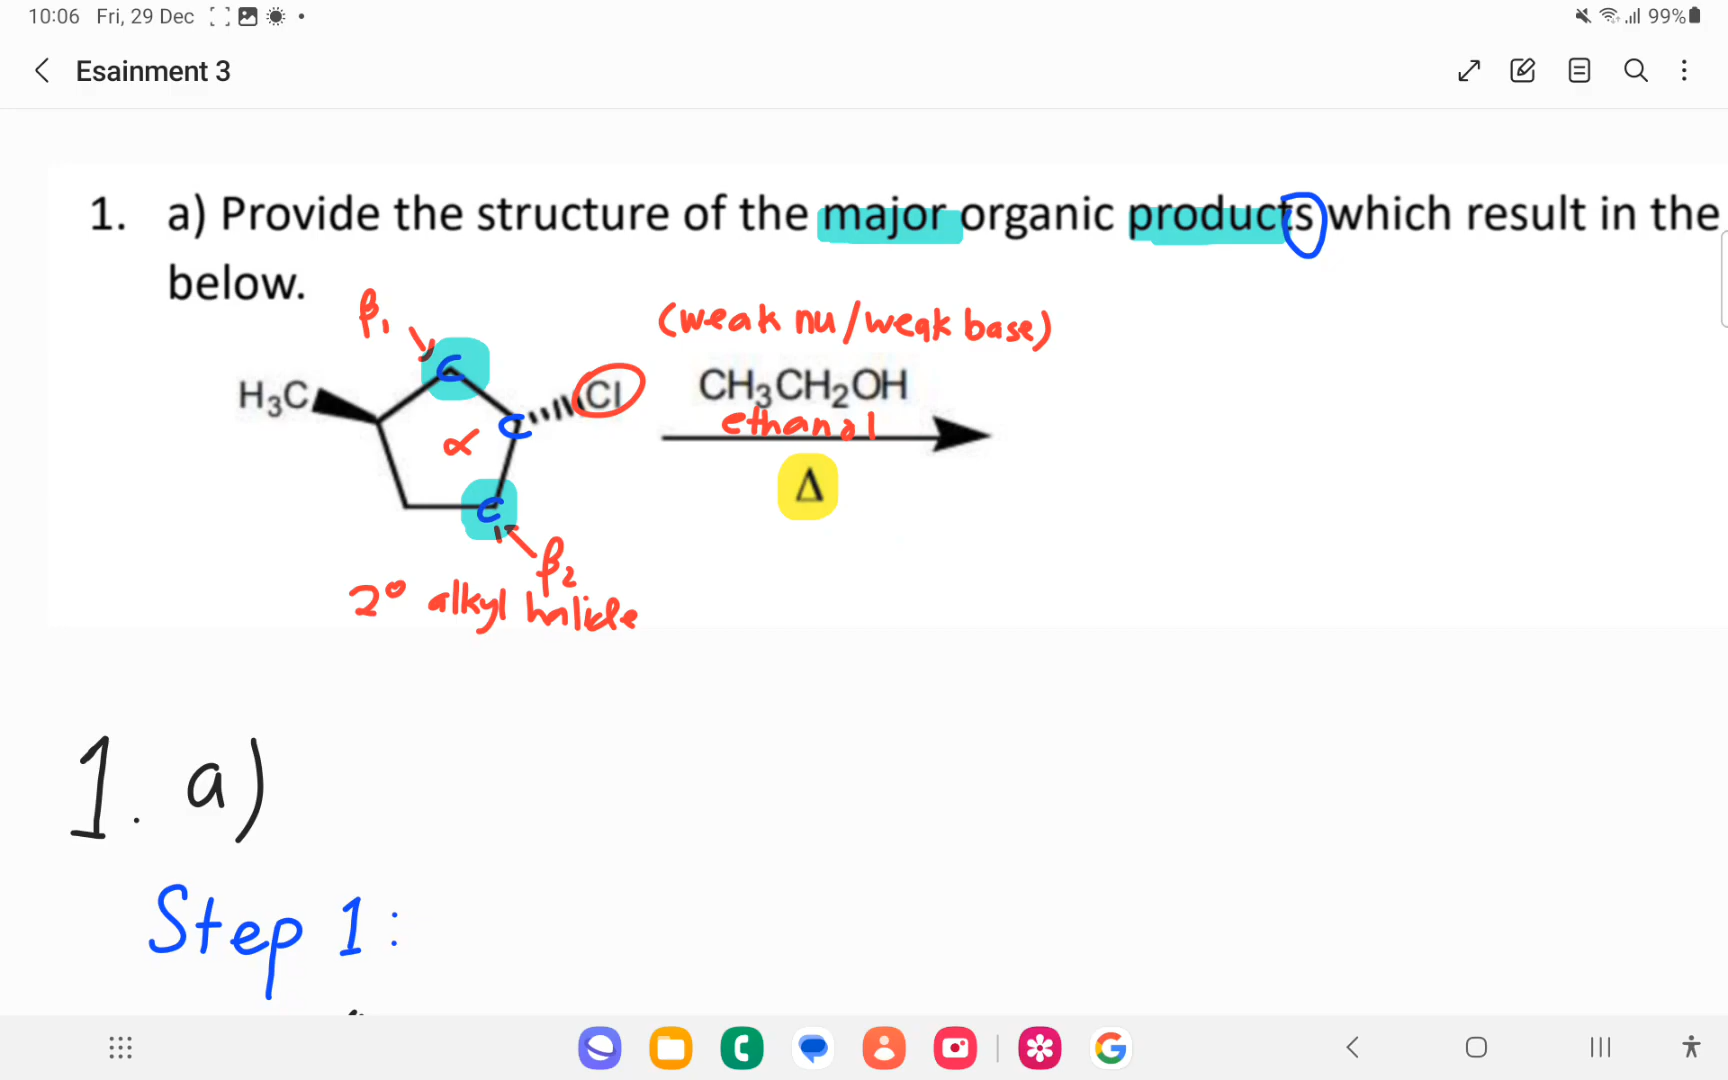 10:06 Fri, 29 Dec
99%
Esainment 3
1. a) Provide the structure of the major organic products which result in the
below.
β₁
(weak nu/weak base)
H₃C
C
Cl
CH₃CH₂OH
C
α
ethanol
Δ
C
β₂
2° alkyl halide
1. a)
Step 1: